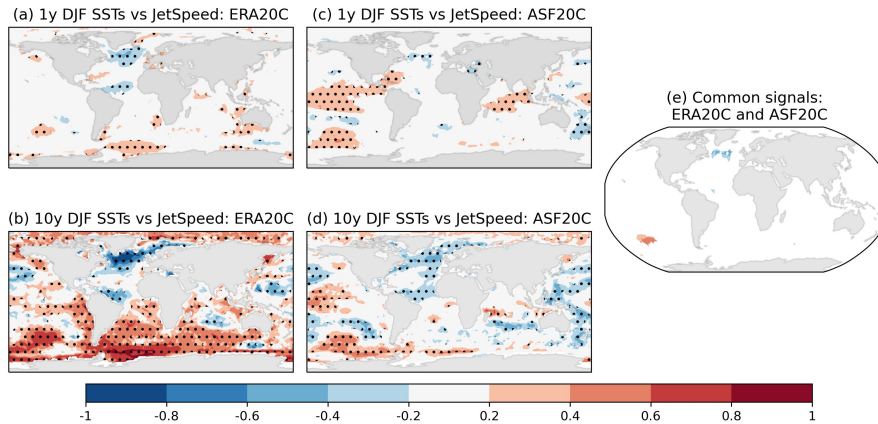 (a) 1y DJF SSTs vs JetSpeed: ERA20C
(c) 1y DJF SSTs vs JetSpeed: ASF20C
(e) Common signals:
ERA20C and ASF20C
(b) 10y DJF SSTs vs JetSpeed: ERA20C
(d) 10y DJF SSTs vs JetSpeed: ASF20C
-1 -0.8 -0.6 -0.4 -0.2 0.2 0.4 0.6 0.8 1